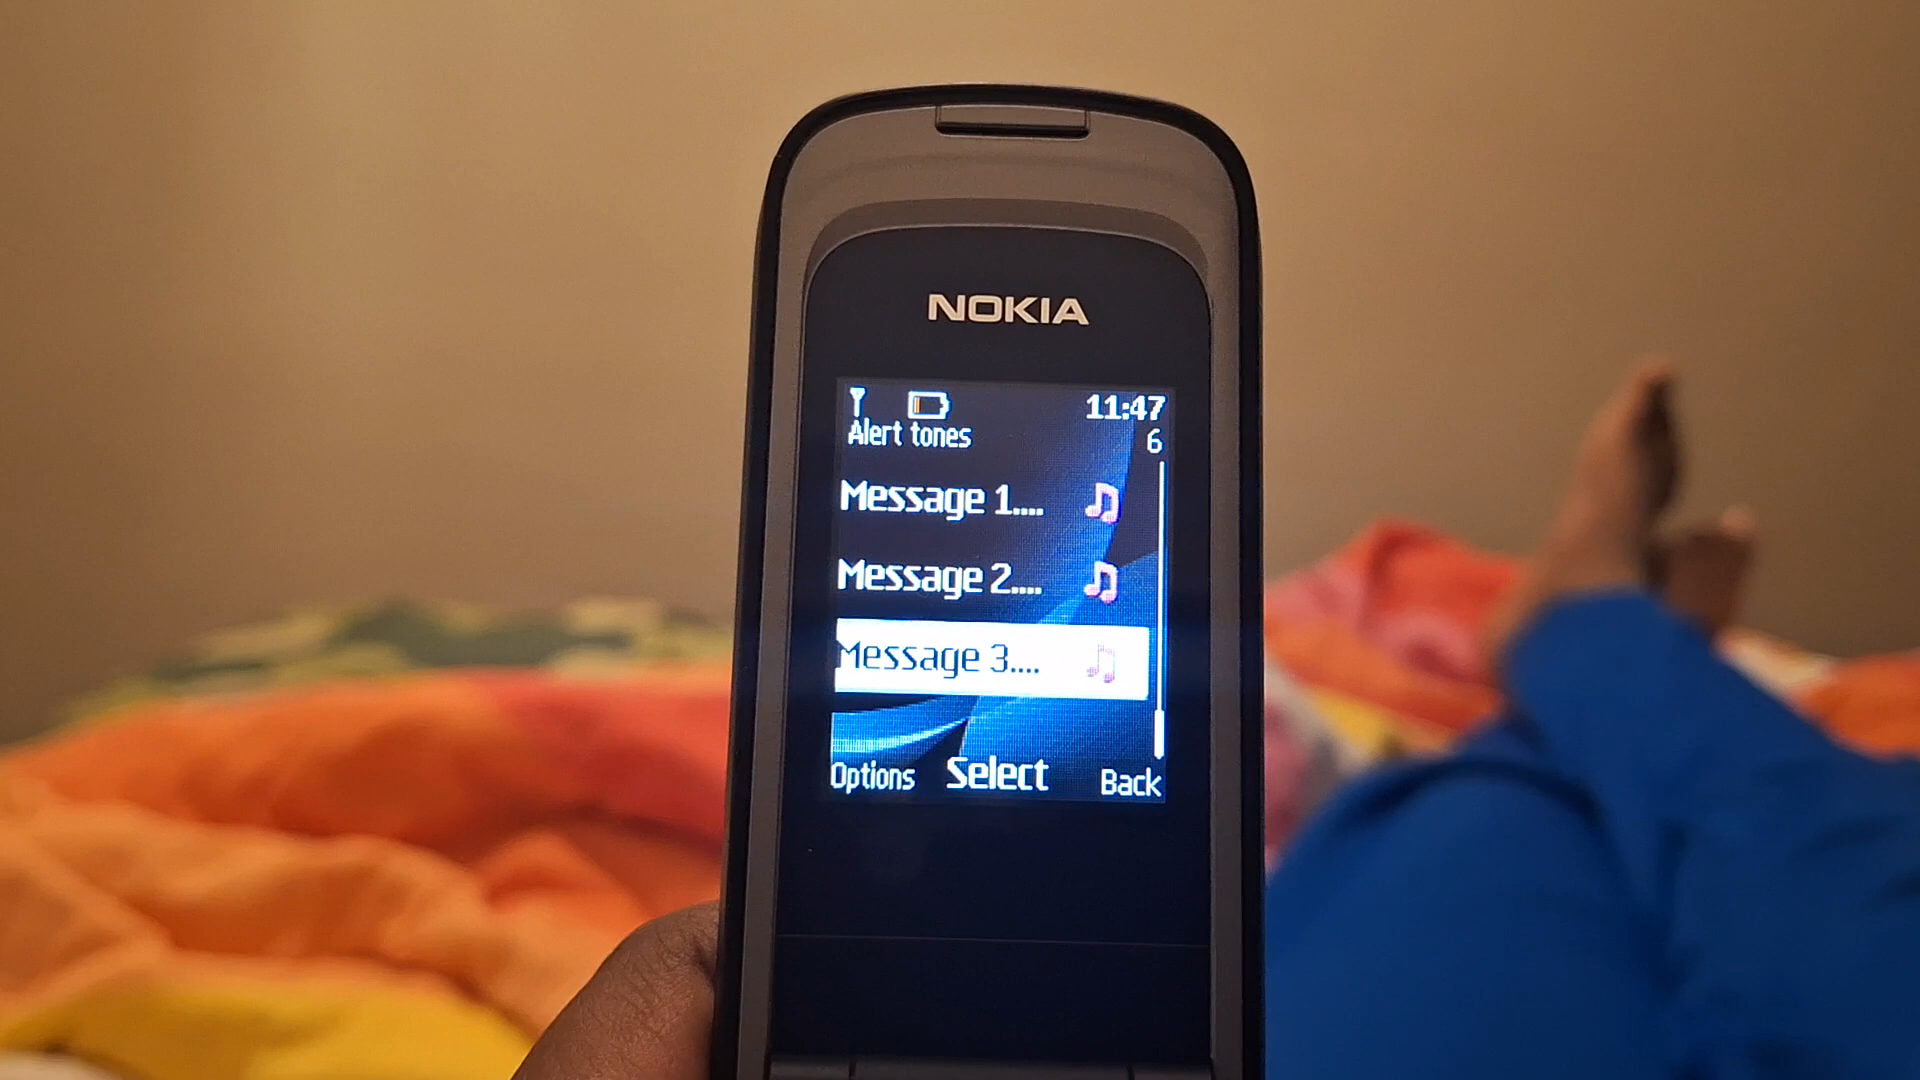 NOKIA
11:47
Alert tones 6
Message 1....
Message 2....
Message 3....
Options Select Back